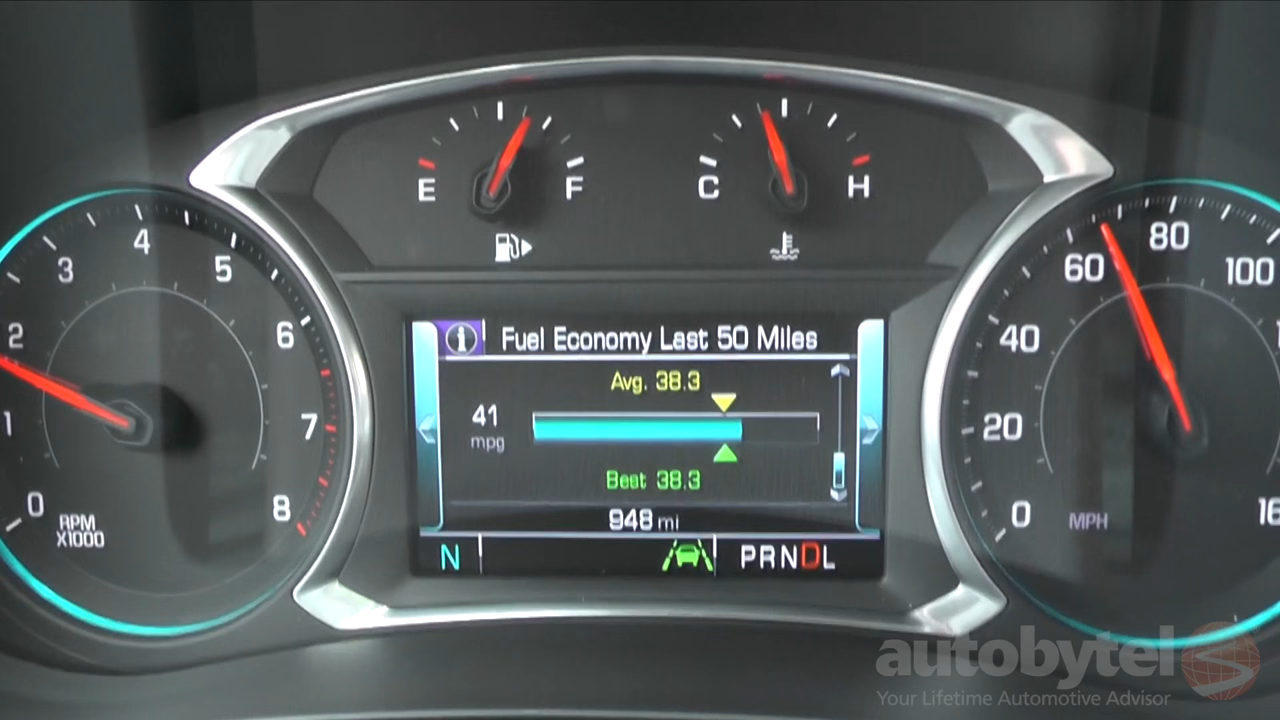 E F
C H
0 1 2 3 4 5 6 7 8
RPM
X1000
Fuel Economy Last 50 Miles
Avg. 38.3
41
mpg
Best 38.3
948 mi
N
PRNDL
0 20 40 60 80 100
MPH
autobytel
Your Lifetime Automotive Advisor